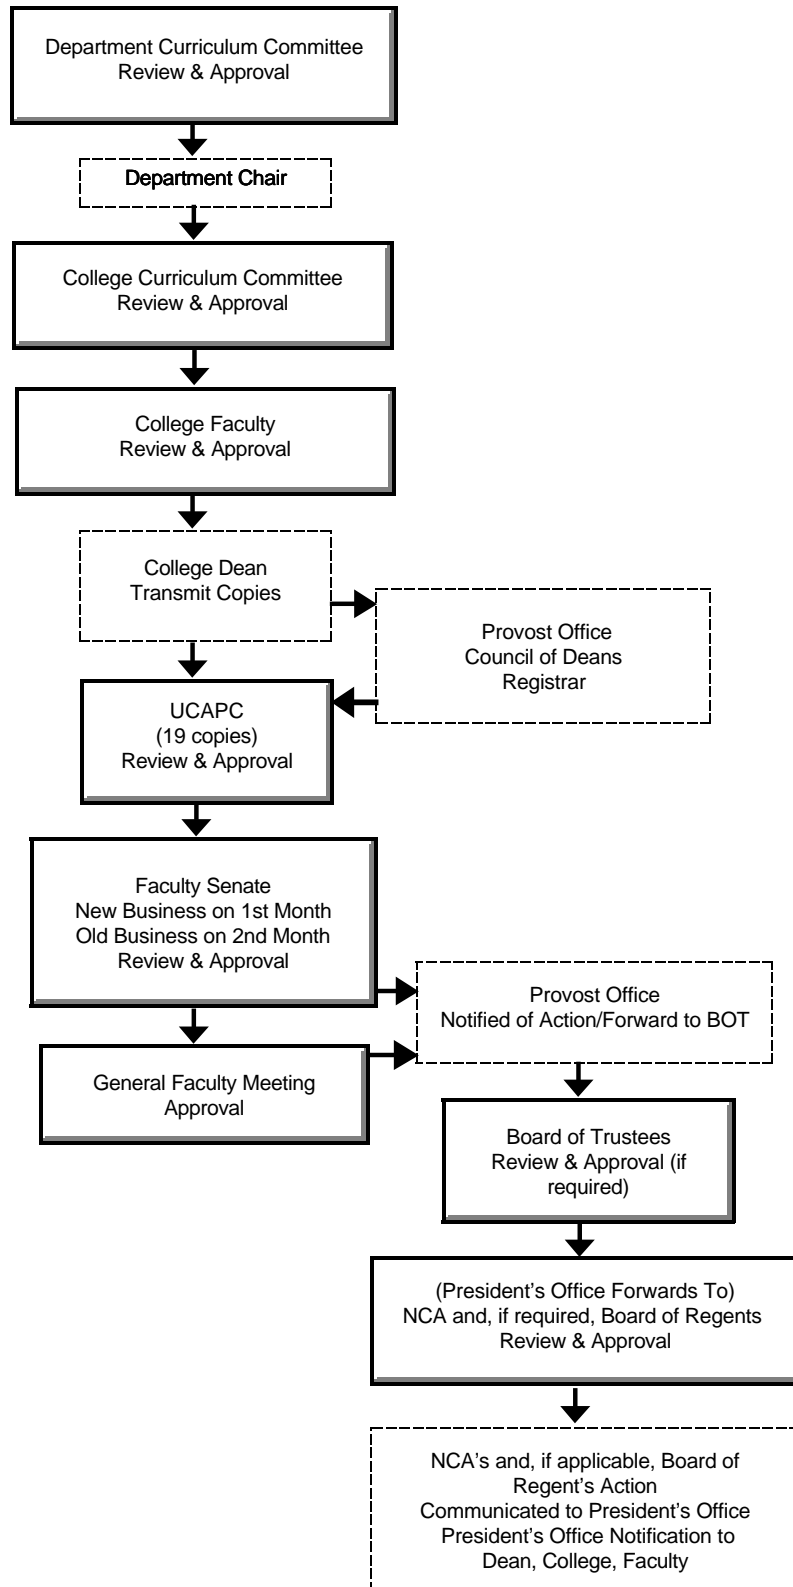 Department Curriculum Committee
Review & Approval
Department Chair
College Curriculum Committee
Review & Approval
College Faculty
Review & Approval
College Dean
Transmit Copies
Provost Office
Council of Deans
Registrar
UCAPC
(19 copies)
Review & Approval
Faculty Senate
New Business on 1st Month
Old Business on 2nd Month
Review & Approval
Provost Office
Notified of Action/Forward to BOT
General Faculty Meeting
Approval
Board of Trustees
Review & Approval (if
required)
(President's Office Forwards To)
NCA and, if required, Board of Regents
Review & Approval
NCA's and, if applicable, Board of
Regent's Action
Communicated to President's Office
President's Office Notification to
Dean, College, Faculty